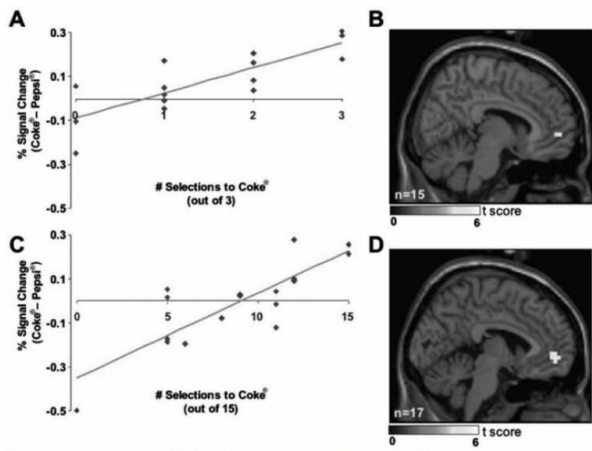 A
0.3
0.1
-0.1
-0.3
-0.5
0
1
2
3
% Signal Change
(Coke®– Pepsi®)
# Selections to Coke®
(out of 3)
B
n=15
0
6
t score
C
0.3
0.1
-0.1
-0.3
-0.5
0
5
10
15
% Signal Change
(Coke®– Pepsi®)
# Selections to Coke®
(out of 15)
D
n=17
0
6
t score